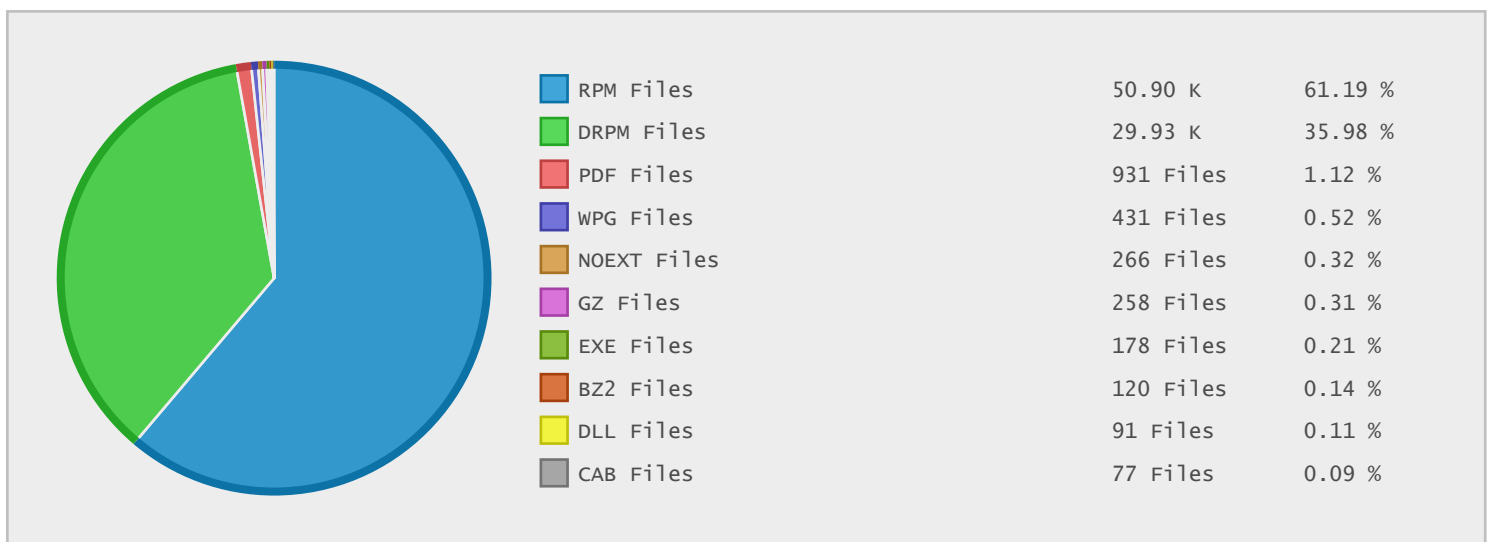 RPM Files 50.90 K 61.19 %
DRPM Files 29.93 K 35.98 %
PDF Files 931 Files 1.12 %
WPG Files 431 Files 0.52 %
NOEXT Files 266 Files 0.32 %
GZ Files 258 Files 0.31 %
EXE Files 178 Files 0.21 %
BZ2 Files 120 Files 0.14 %
DLL Files 91 Files 0.11 %
CAB Files 77 Files 0.09 %